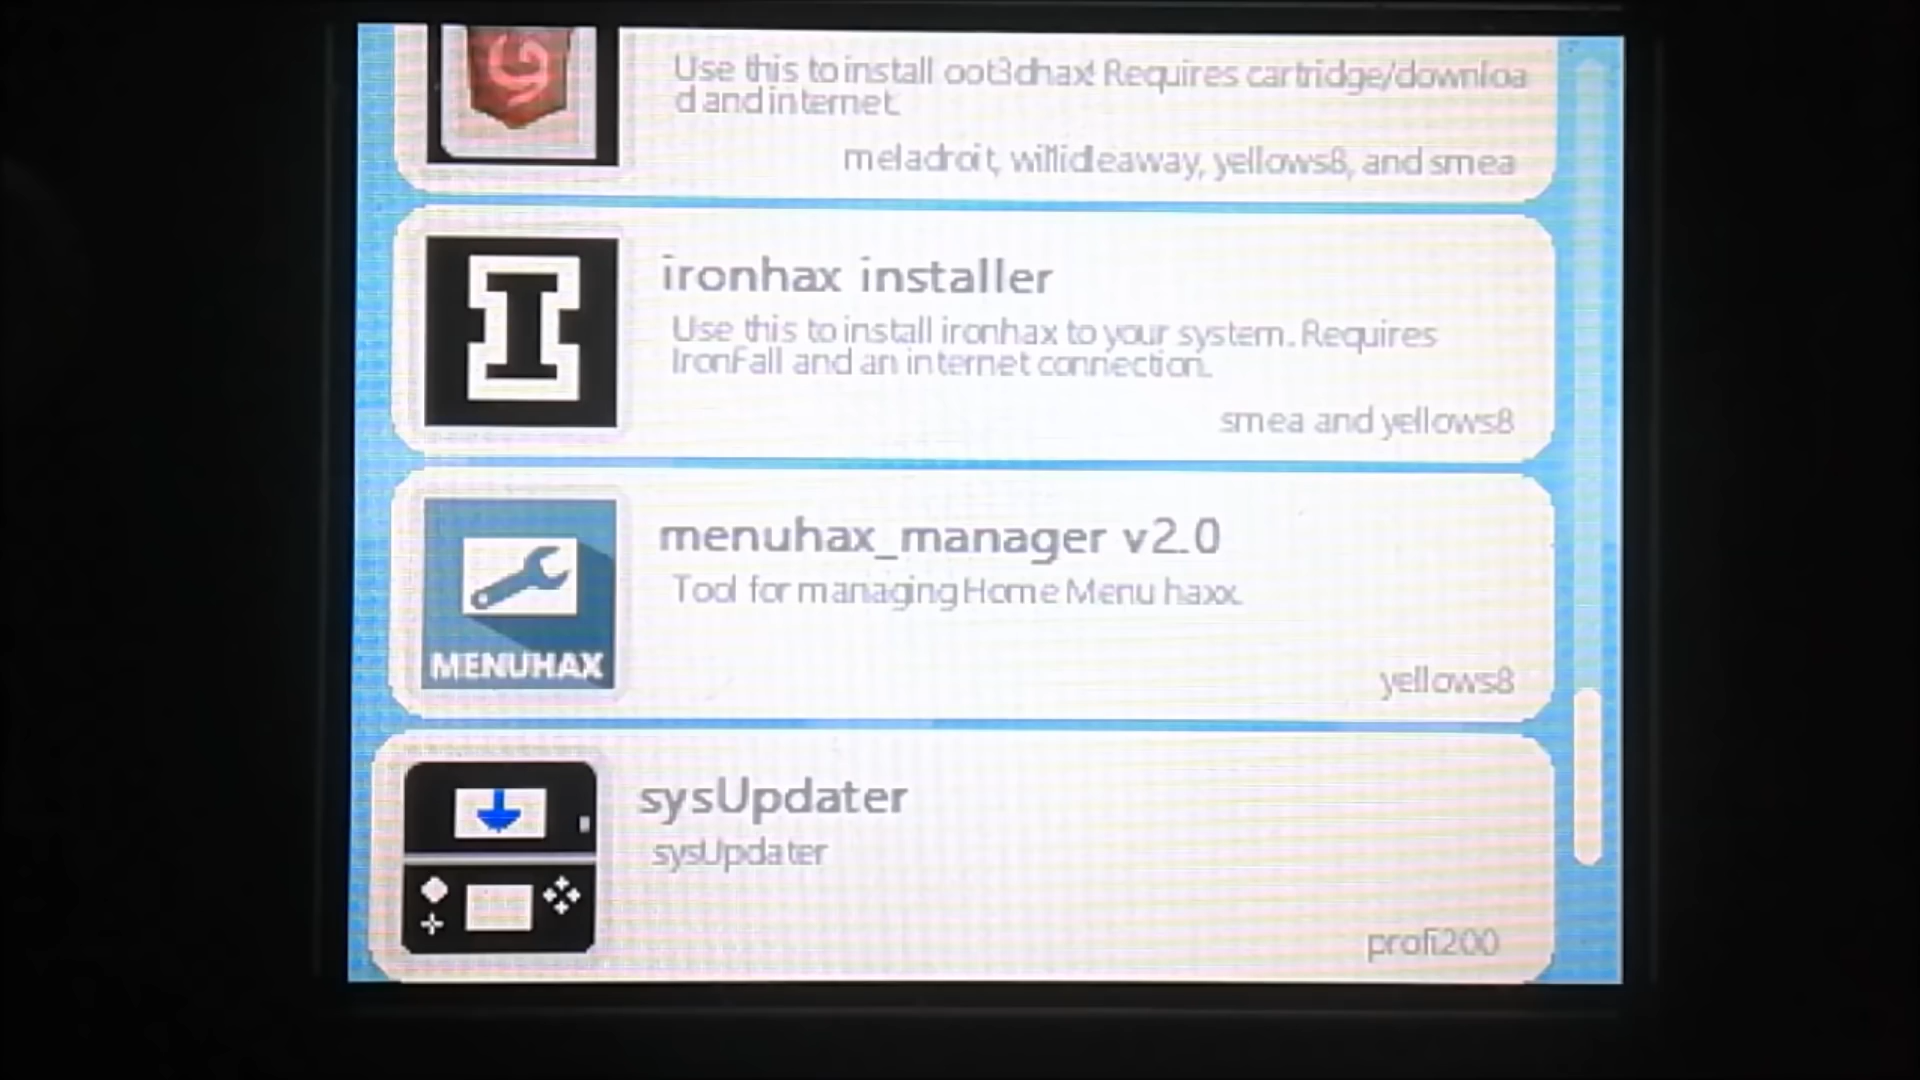 Use this to install oot3dhax! Requires cartridge/downloa
d and internet.
meladroit, willidleaway, yellows8, and smea
ironhax installer
Use this to install ironhax to your system. Requires
IronFall and an internet connection.
smea and yellows8
menuhax_manager v2.0
Tool for managing Home Menu haxx.
MENUHAX
yellows8
sysUpdater
sysUpdater
profi200